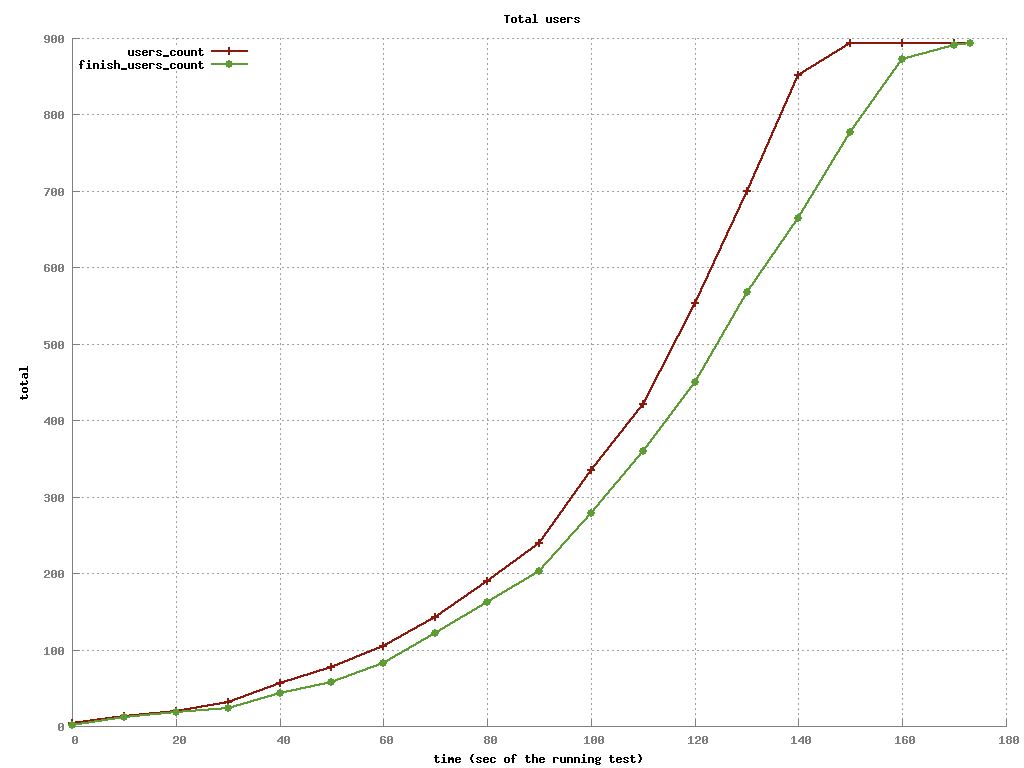 Total users
users_count
finish_users_count
900
800
700
600
500
400
300
200
100
0
total
0 20 40 60 80 100 120 140 160 180
time (sec of the running test)